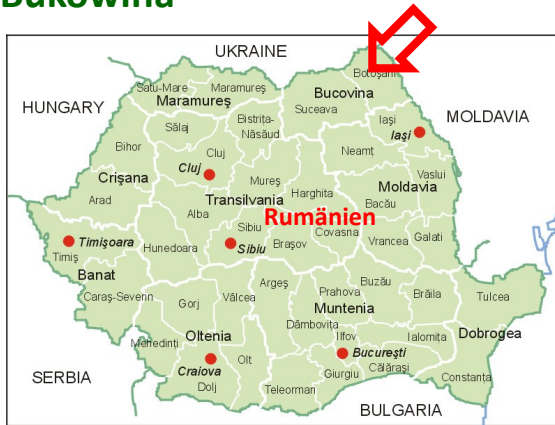 Bukowina
UKRAINE
HUNGARY
MOLDAVIA
SERBIA
BULGARIA
Botoşani
Satu-Mare
Maramureş
Maramureş
Bucovina
Suceava
Bistriţa-
Năsăud
Sălaj
Iaşi
Iaşi
Bihor
Cluj
Cluj
Neamţ
Crişana
Mureş
Vaslui
Moldavia
Harghita
Arad
Transilvania
Bacău
Alba
Rumänien
Sibiu
Covasna
Timişoara
Timiş
Hunedoara
Sibiu
Braşov
Vrancea
Galati
Banat
Caraş-Severin
Argeş
Buzău
Gorj
Vâlcea
Prahova
Brăila
Tulcea
Muntenia
Dâmboviţa
Oltenia
Mehedinti
Olt
Ilfov
Ialomiţa
Dobrogea
Bucureşti
Craiova
Călăraşi
Giurgiu
Dolj
Teleorman
Constanţa